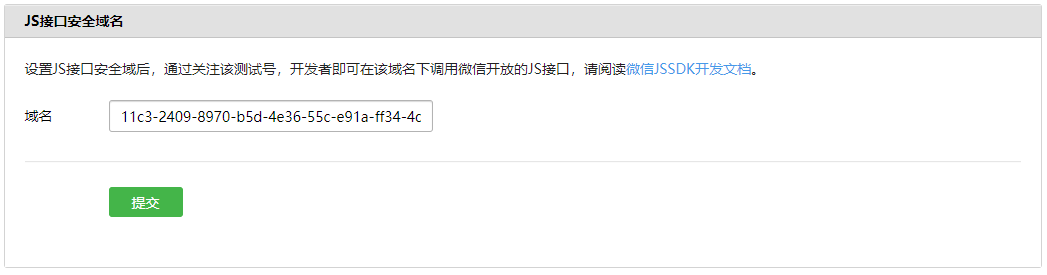 JS接口安全域名
设置JS接口安全域后，通过关注该测试号，开发者即可在该域名下调用微信开放的JS接口，请阅读微信JSSDK开发文档。
域名 11c3-2409-8970-b5d-4e36-55c-e91a-ff34-4c
提交